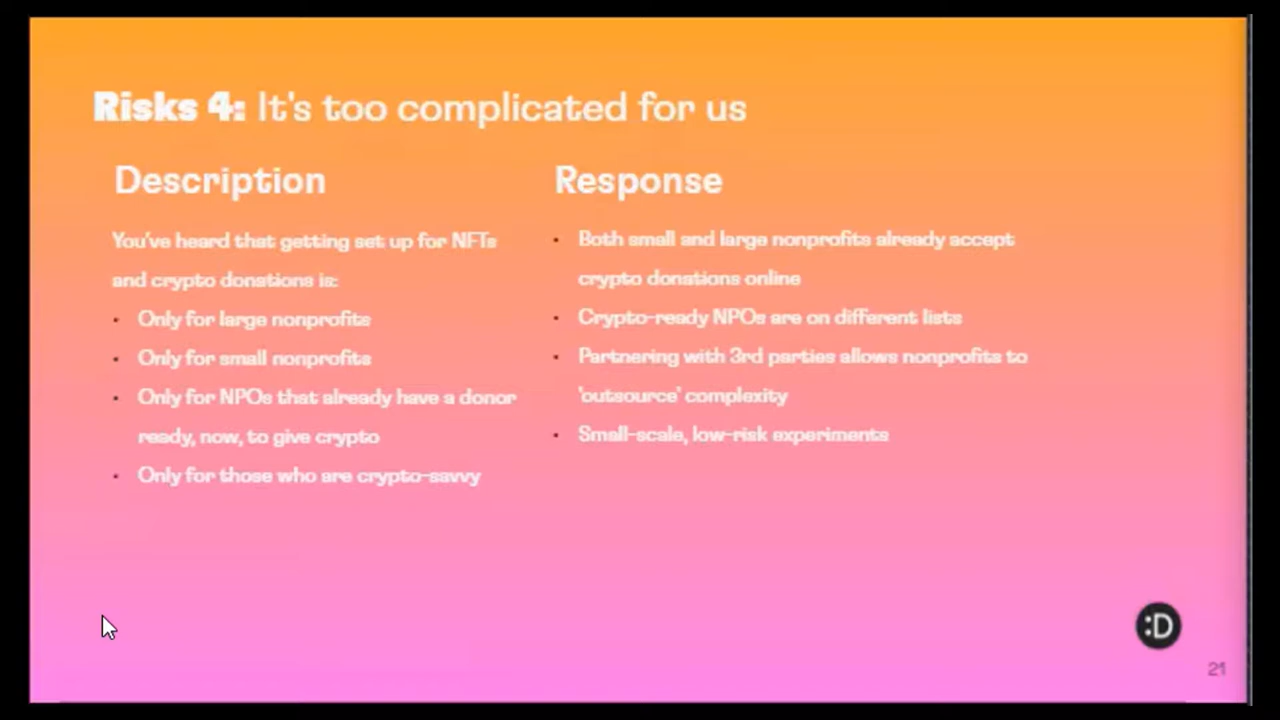 Risks 4: It's too complicated for us
Description
You've heard that getting set up for NFTs
and crypto donations is:
• Only for large nonprofits
• Only for small nonprofits
• Only for NPOs that already have a donor
ready, now, to give crypto
• Only for those who are crypto-savvy
Response
• Both small and large nonprofits already accept
crypto donations online
• Crypto-ready NPOs are on different lists
• Partnering with 3rd parties allows nonprofits to
'outsource' complexity
• Small-scale, low-risk experiments
:D
21